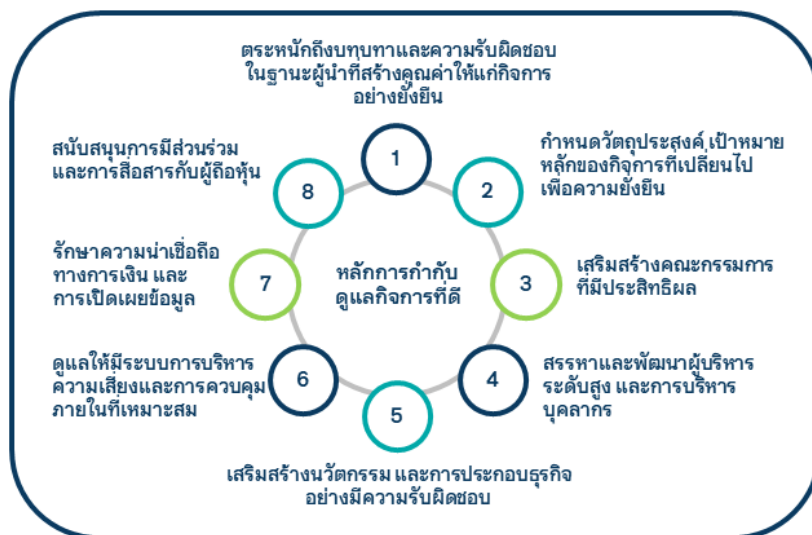 ตระหนักถึงบทบทาและความรับผิดชอบ
ในฐานะผู้นำที่สร้างคุณค่าให้แก่กิจการ
อย่างยั่งยืน
1
กำหนดวัตถุประสงค์ เป้าหมาย
หลักของกิจการที่เปลี่ยนไป
เพื่อความยั่งยืน
2
เสริมสร้างคณะกรรมการ
ที่มีประสิทธิผล
3
สรรหาและพัฒนาผู้บริหาร
ระดับสูง และการบริหาร
บุคลากร
4
5
เสริมสร้างนวัตกรรม และการประกอบธุรกิจ
อย่างมีความรับผิดชอบ
ดูแลให้มีระบบการบริหาร
ความเสี่ยงและการควบคุม
ภายในที่เหมาะสม
6
รักษาความน่าเชื่อถือ
ทางการเงิน และ
การเปิดเผยข้อมูล
7
สนับสนุนการมีส่วนร่วม
และการสื่อสารกับผู้ถือหุ้น
8
หลักการกำกับ
ดูแลกิจการที่ดี